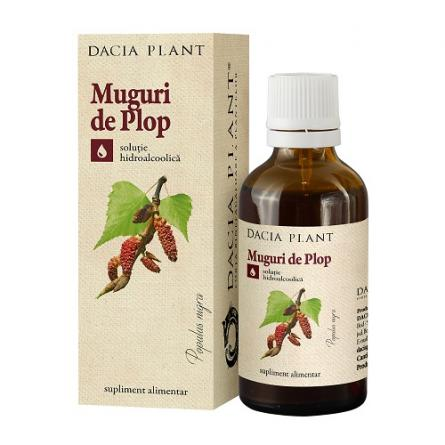 DACIA PLANT
Muguri
de Plop
soluție
hidroalcoolică
Populus nigra
supliment alimentar
DACIA PLANT®
DACIA PLANT
Muguri de Plop
soluție
hidroalcoolică
Populus nigra
supliment alimentar